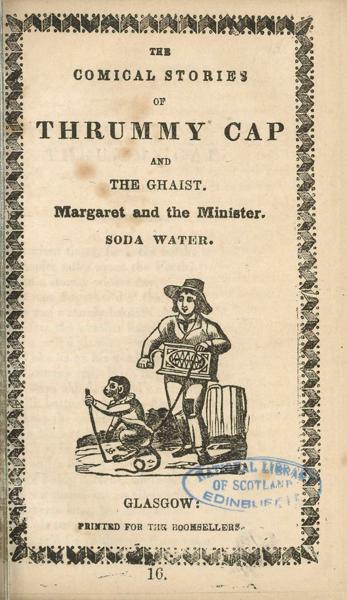 THE
COMICAL STORIES
OF
THRUMMY CAP
AND
THE GHAIST.
Margaret and the Minister.
SODA WATER.
NATIONAL LIBRARY
OF SCOTLAND
EDINBURGH
GLASGOW:
PRINTED FOR THE BOOKSELLERS.
16.